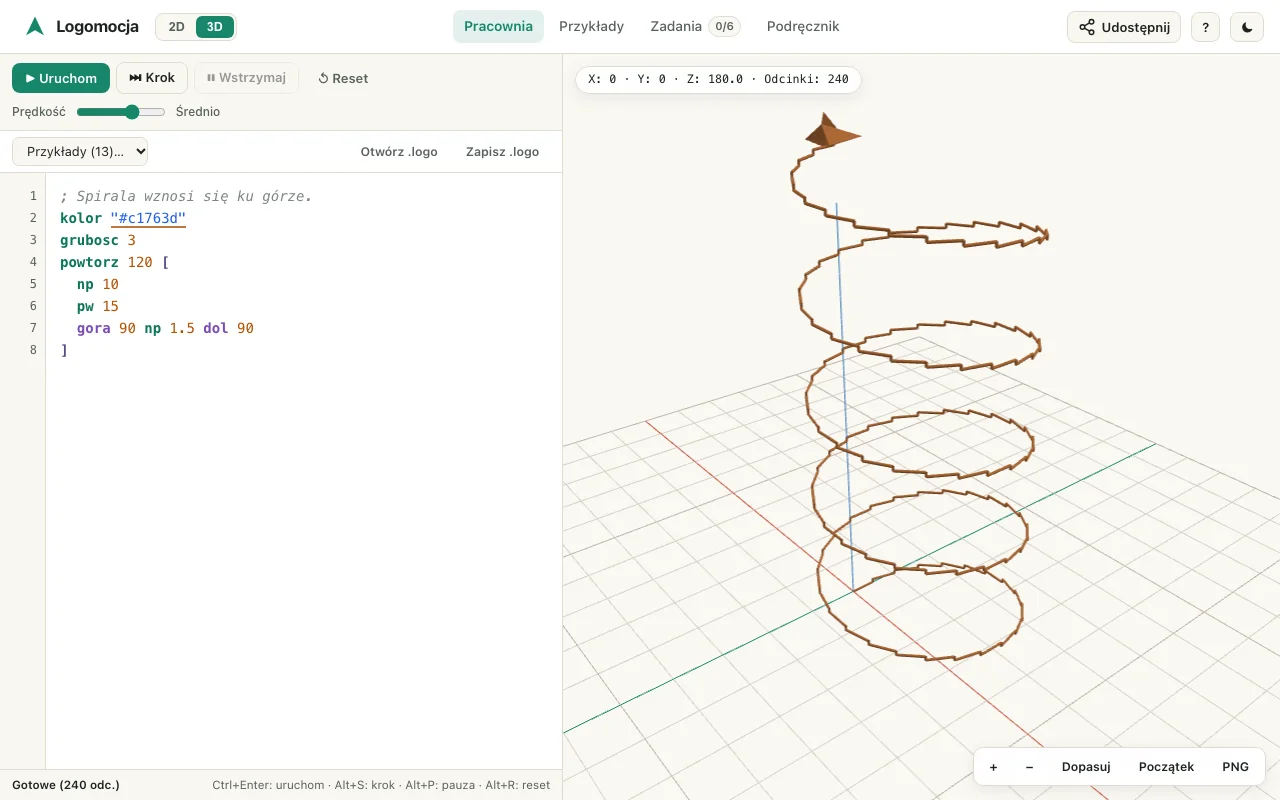 Logomocja 2D 3D Pracownia Przykłady Zadania 0/6 Podręcznik Udostępnij ?
Uruchom Krok Wstrzymaj Reset
Prędkość Średnio
Przykłady (13)... Otwórz .logo Zapisz .logo
1 ; Spirala wznosi się ku górze.
2 kolor "#c1763d"
3 grubosc 3
4 powtorz 120 [
5 np 10
6 pw 15
7 gora 90 np 1.5 dol 90
8 ]
X: 0 · Y: 0 · Z: 180.0 · Odcinki: 240
+ − Dopasuj Początek PNG
Gotowe (240 odc.) Ctrl+Enter: uruchom · Alt+S: krok · Alt+P: pauza · Alt+R: reset